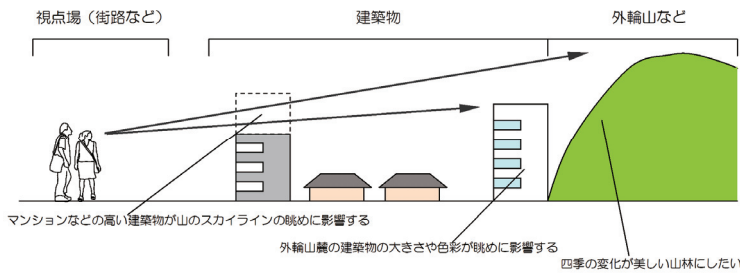 視点場（街路など）
建築物
外輪山など
マンションなどの高い建築物が山のスカイラインの眺めに影響する
外輪山麓の建築物の大きさや色彩が眺めに影響する
四季の変化が美しい山林にしたい